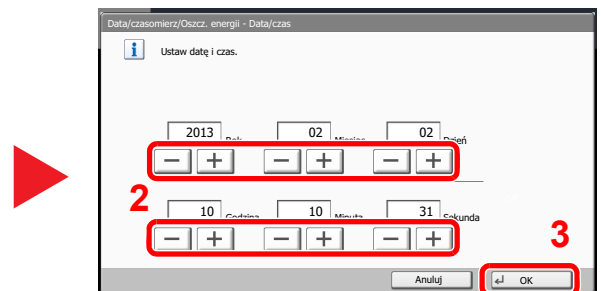 Data/czasomierz/Oszcz. energii - Data/czas
i Ustaw datę i czas.
2013 Rok 02 Miesiąc 02 Dzień
− + − + − +
2
10 Godzina 10 Minuta 31 Sekunda
− + − + − +
3
Anuluj OK